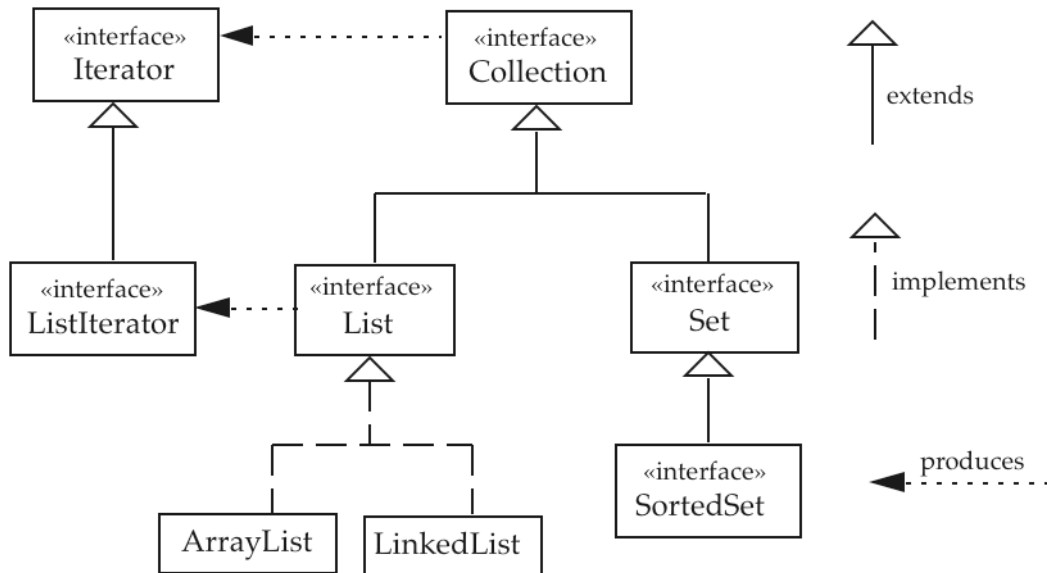 «interface»
Iterator
«interface»
Collection
extends
«interface»
ListIterator
«interface»
List
«interface»
Set
implements
«interface»
SortedSet
produces
ArrayList
LinkedList